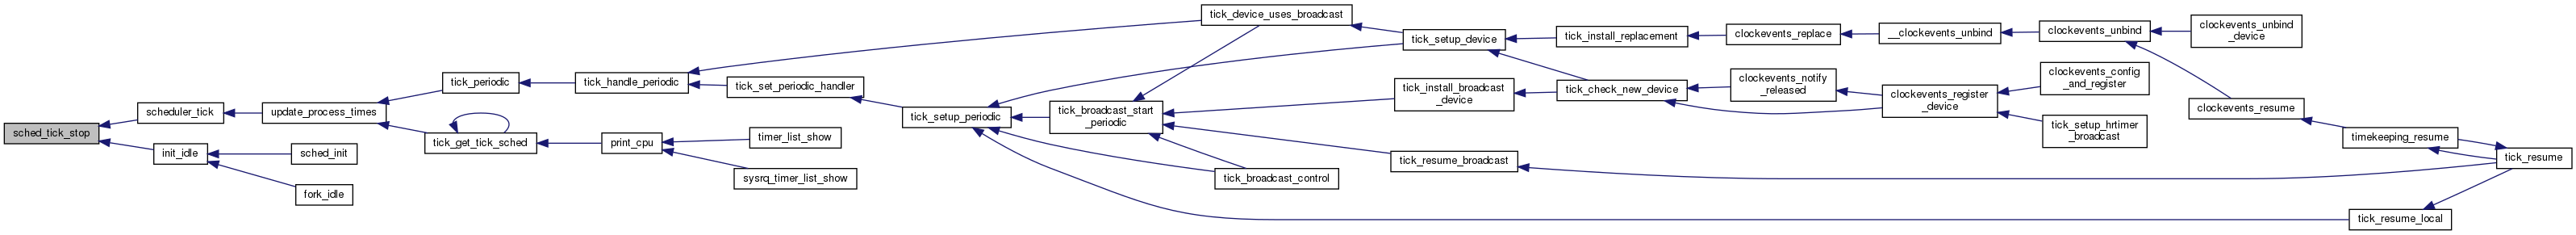 sched_tick_stop
scheduler_tick
init_idle
update_process_times
sched_init
fork_idle
tick_periodic
tick_get_tick_sched
tick_handle_periodic
print_cpu
tick_set_periodic_handler
timer_list_show
sysrq_timer_list_show
tick_setup_periodic
tick_broadcast_start
_periodic
tick_device_uses_broadcast
tick_broadcast_control
tick_setup_device
tick_install_broadcast
_device
tick_resume_broadcast
tick_install_replacement
tick_check_new_device
clockevents_replace
clockevents_notify
_released
__clockevents_unbind
clockevents_register
_device
clockevents_unbind
clockevents_config
_and_register
tick_setup_hrtimer
_broadcast
clockevents_unbind
_device
clockevents_resume
timekeeping_resume
tick_resume_local
tick_resume